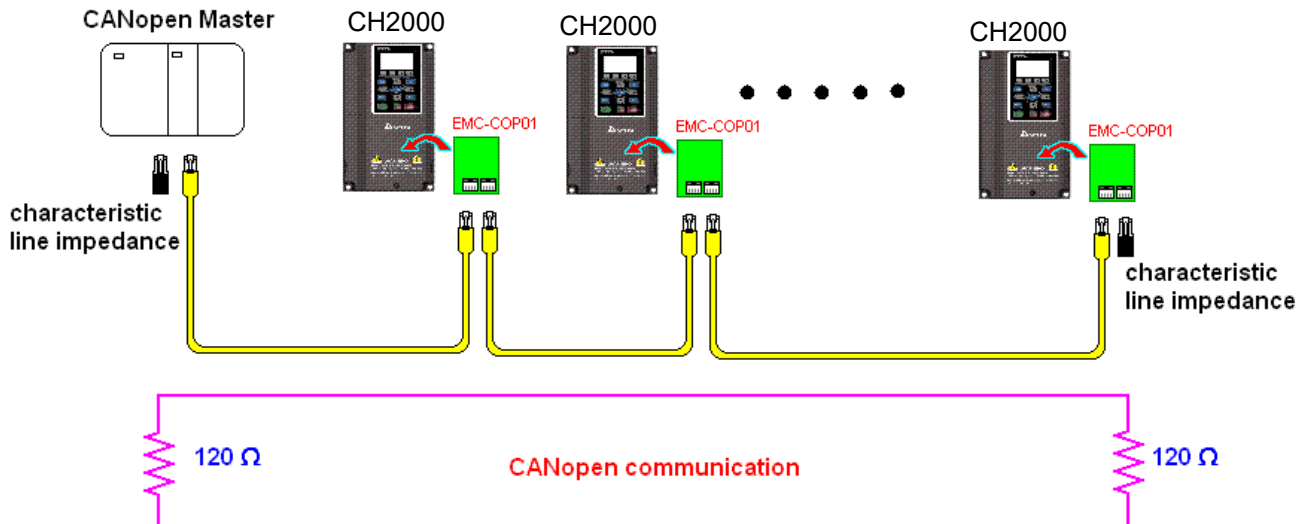 CANopen Master
CH2000
CH2000
CH2000
EMC-COP01
EMC-COP01
EMC-COP01
characteristic
line impedance
characteristic
line impedance
120 Ω
CANopen communication
120 Ω